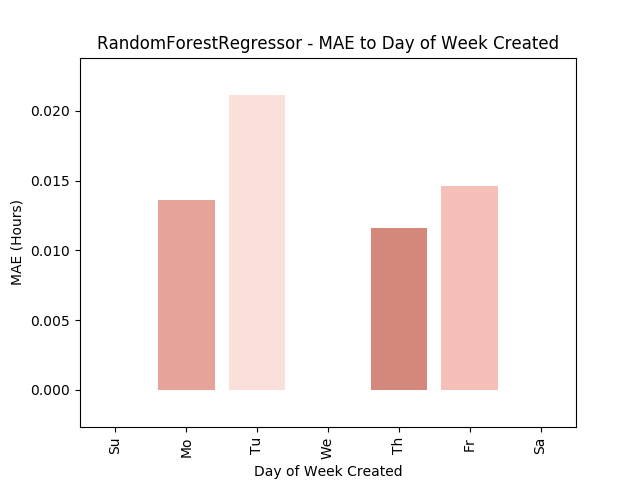 RandomForestRegressor - MAE to Day of Week Created
MAE (Hours)
0.020
0.015
0.010
0.005
0.000
Su
Mo
Tu
We
Th
Fr
Sa
Day of Week Created